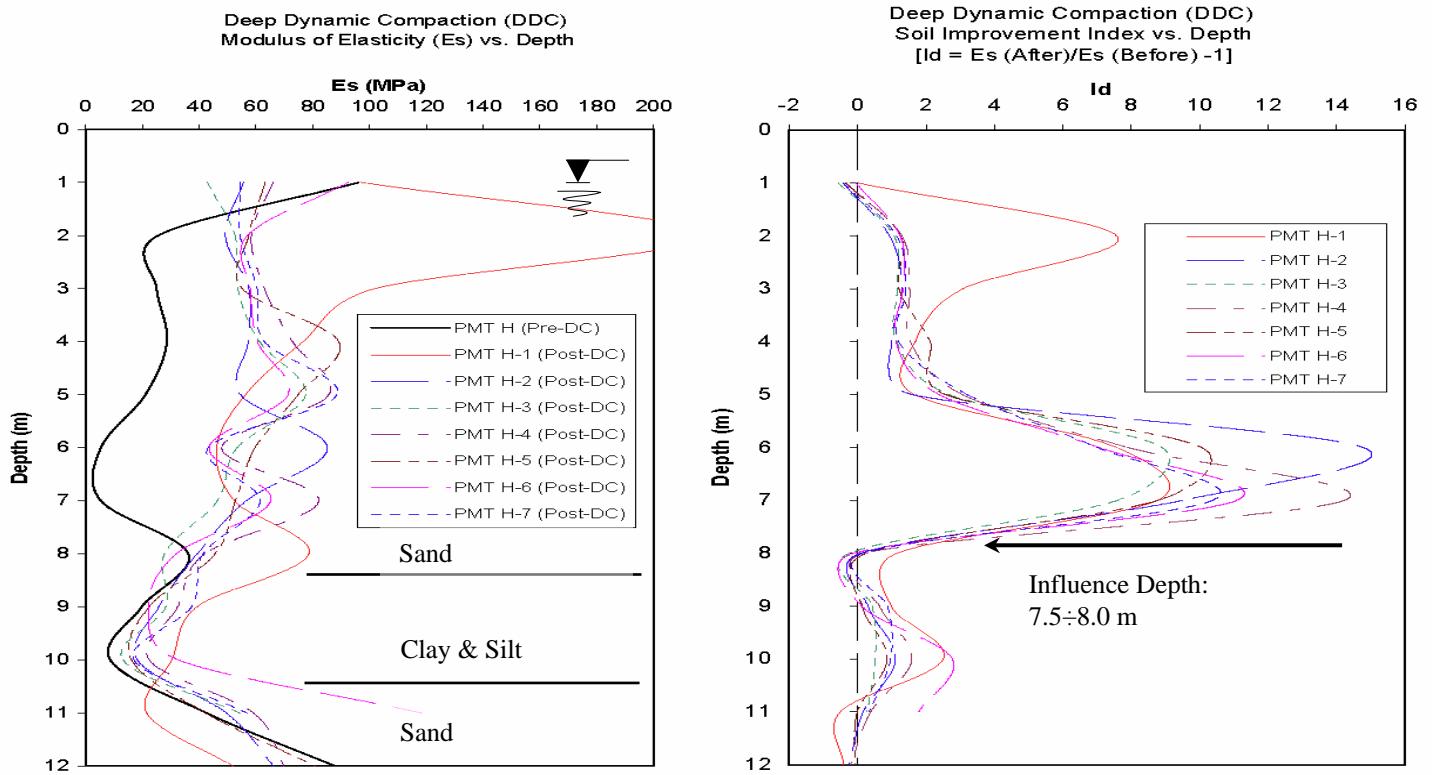 Deep Dynamic Compaction (DDC)
Modulus of Elasticity (Es) vs. Depth
Es (MPa)
0 20 40 60 80 100 120 140 160 180 200
Depth (m)
0
1
2
3
4
5
6
7
8
9
10
11
12
PMT H (Pre-DC)
PMT H-1 (Post-DC)
PMT H-2 (Post-DC)
PMT H-3 (Post-DC)
PMT H-4 (Post-DC)
PMT H-5 (Post-DC)
PMT H-6 (Post-DC)
PMT H-7 (Post-DC)
Sand
Clay & Silt
Sand
Deep Dynamic Compaction (DDC)
Soil Improvement Index vs. Depth
[Id = Es (After)/Es (Before) -1]
Id
-2 0 2 4 6 8 10 12 14 16
Depth (m)
0
1
2
3
4
5
6
7
8
9
10
11
12
PMT H-1
PMT H-2
PMT H-3
PMT H-4
PMT H-5
PMT H-6
PMT H-7
Influence Depth:
7.5÷8.0 m